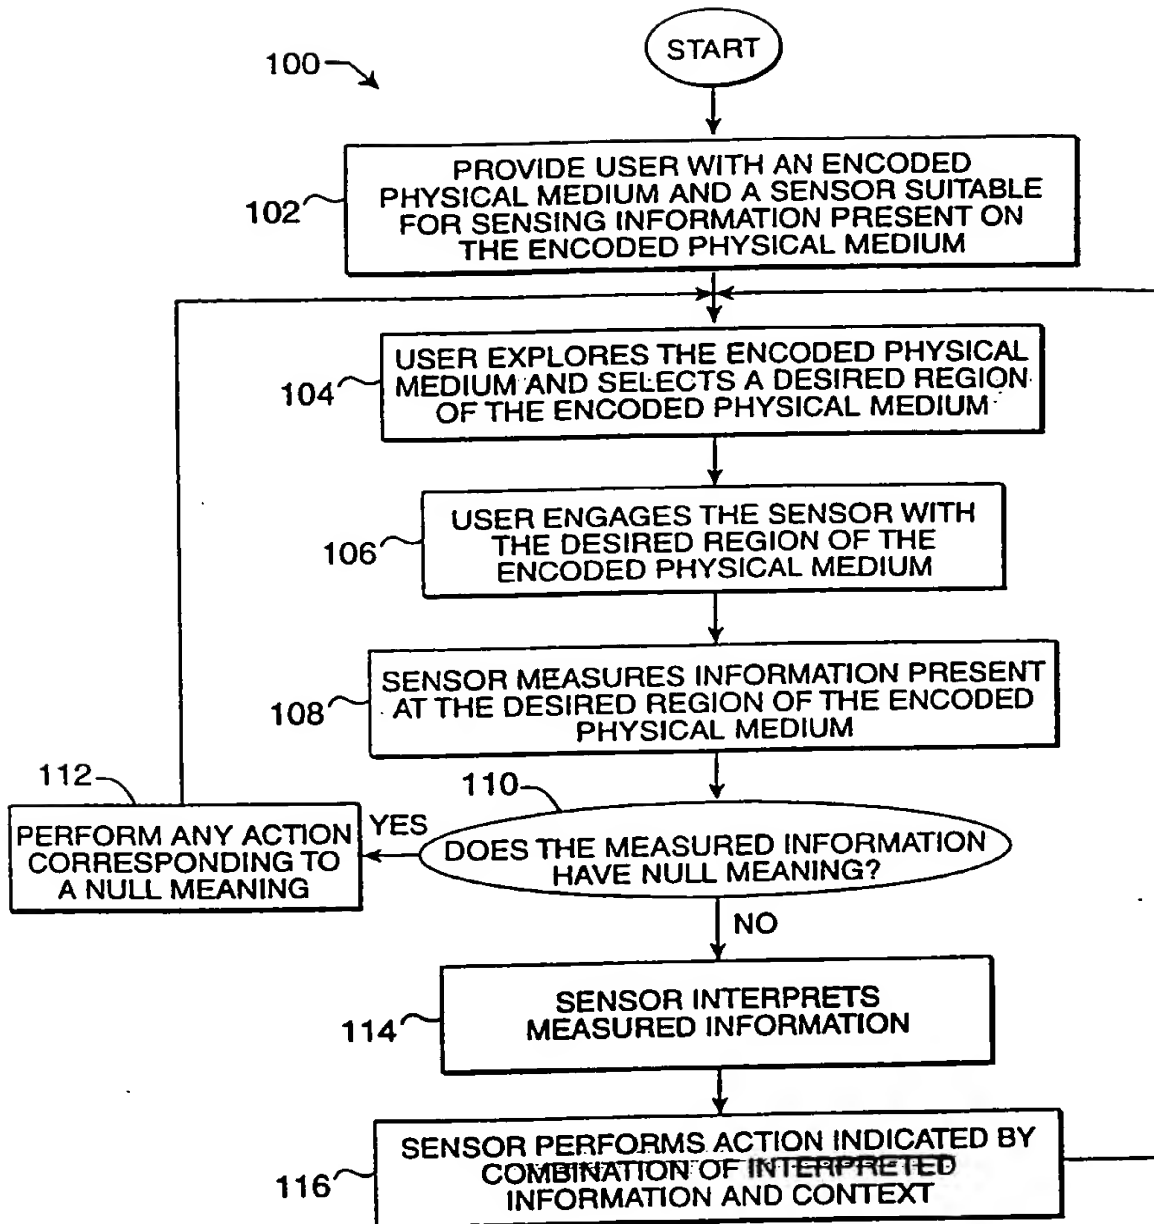 START
100
PROVIDE USER WITH AN ENCODED
PHYSICAL MEDIUM AND A SENSOR SUITABLE
FOR SENSING INFORMATION PRESENT ON
THE ENCODED PHYSICAL MEDIUM
102
USER EXPLORES THE ENCODED PHYSICAL
MEDIUM AND SELECTS A DESIRED REGION
OF THE ENCODED PHYSICAL MEDIUM
104
USER ENGAGES THE SENSOR WITH
THE DESIRED REGION OF THE
ENCODED PHYSICAL MEDIUM
106
SENSOR MEASURES INFORMATION PRESENT
AT THE DESIRED REGION OF THE ENCODED
PHYSICAL MEDIUM
108
110
DOES THE MEASURED INFORMATION
HAVE NULL MEANING?
YES
112
PERFORM ANY ACTION
CORRESPONDING TO
A NULL MEANING
NO
SENSOR INTERPRETS
MEASURED INFORMATION
114
SENSOR PERFORMS ACTION INDICATED BY
COMBINATION OF INTERPRETED
INFORMATION AND CONTEXT
116